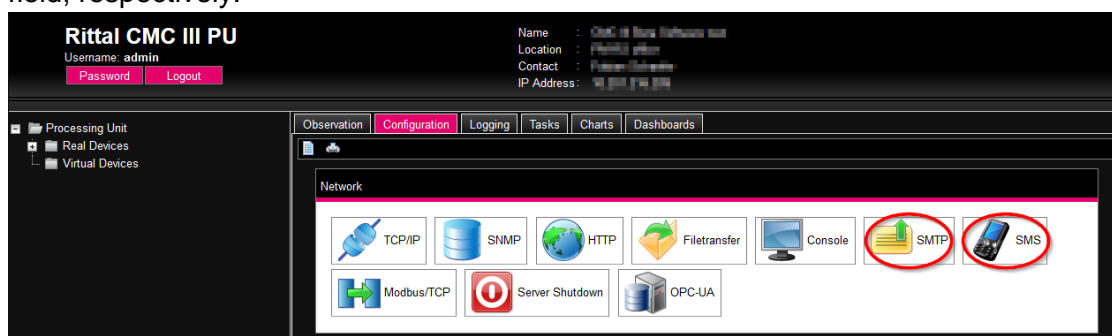 field, respectively.
Rittal CMC III PU
Username: admin
Password Logout
Name :
Location :
Contact :
IP Address:
Processing Unit
Real Devices
Virtual Devices
Observation Configuration Logging Tasks Charts Dashboards
Network
TCP/IP SNMP HTTP Filetransfer Console SMTP SMS
Modbus/TCP Server Shutdown OPC-UA